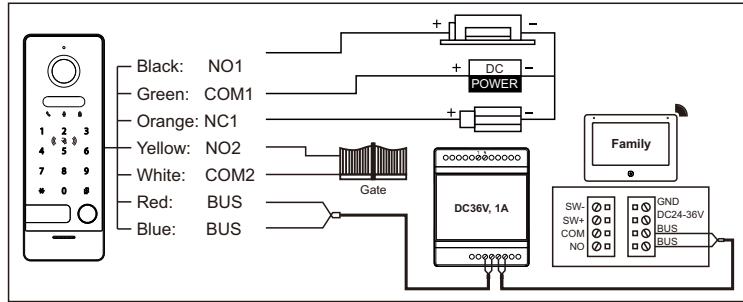 Black: NO1
Green: COM1
Orange: NC1
Yellow: NO2
White: COM2
Red: BUS
Blue: BUS
1 2 3
4 5 6
7 8 9
* 0 #
+ -
+ DC -
POWER
+ -
Gate
DC36V, 1A
Family
SW-
SW+
COM
NO
GND
DC24-36V
BUS
BUS